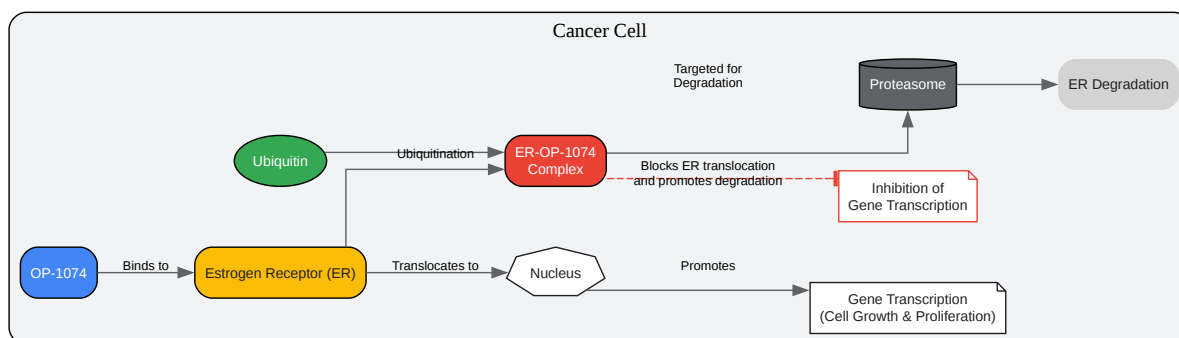 Cancer Cell
Targeted for
Degradation
Proteasome
ER Degradation
Ubiquitin
Ubiquitination
ER-OP-1074
Complex
Blocks ER translocation
and promotes degradation
Inhibition of
Gene Transcription
OP-1074
Binds to
Estrogen Receptor (ER)
Translocates to
Nucleus
Promotes
Gene Transcription
(Cell Growth & Proliferation)